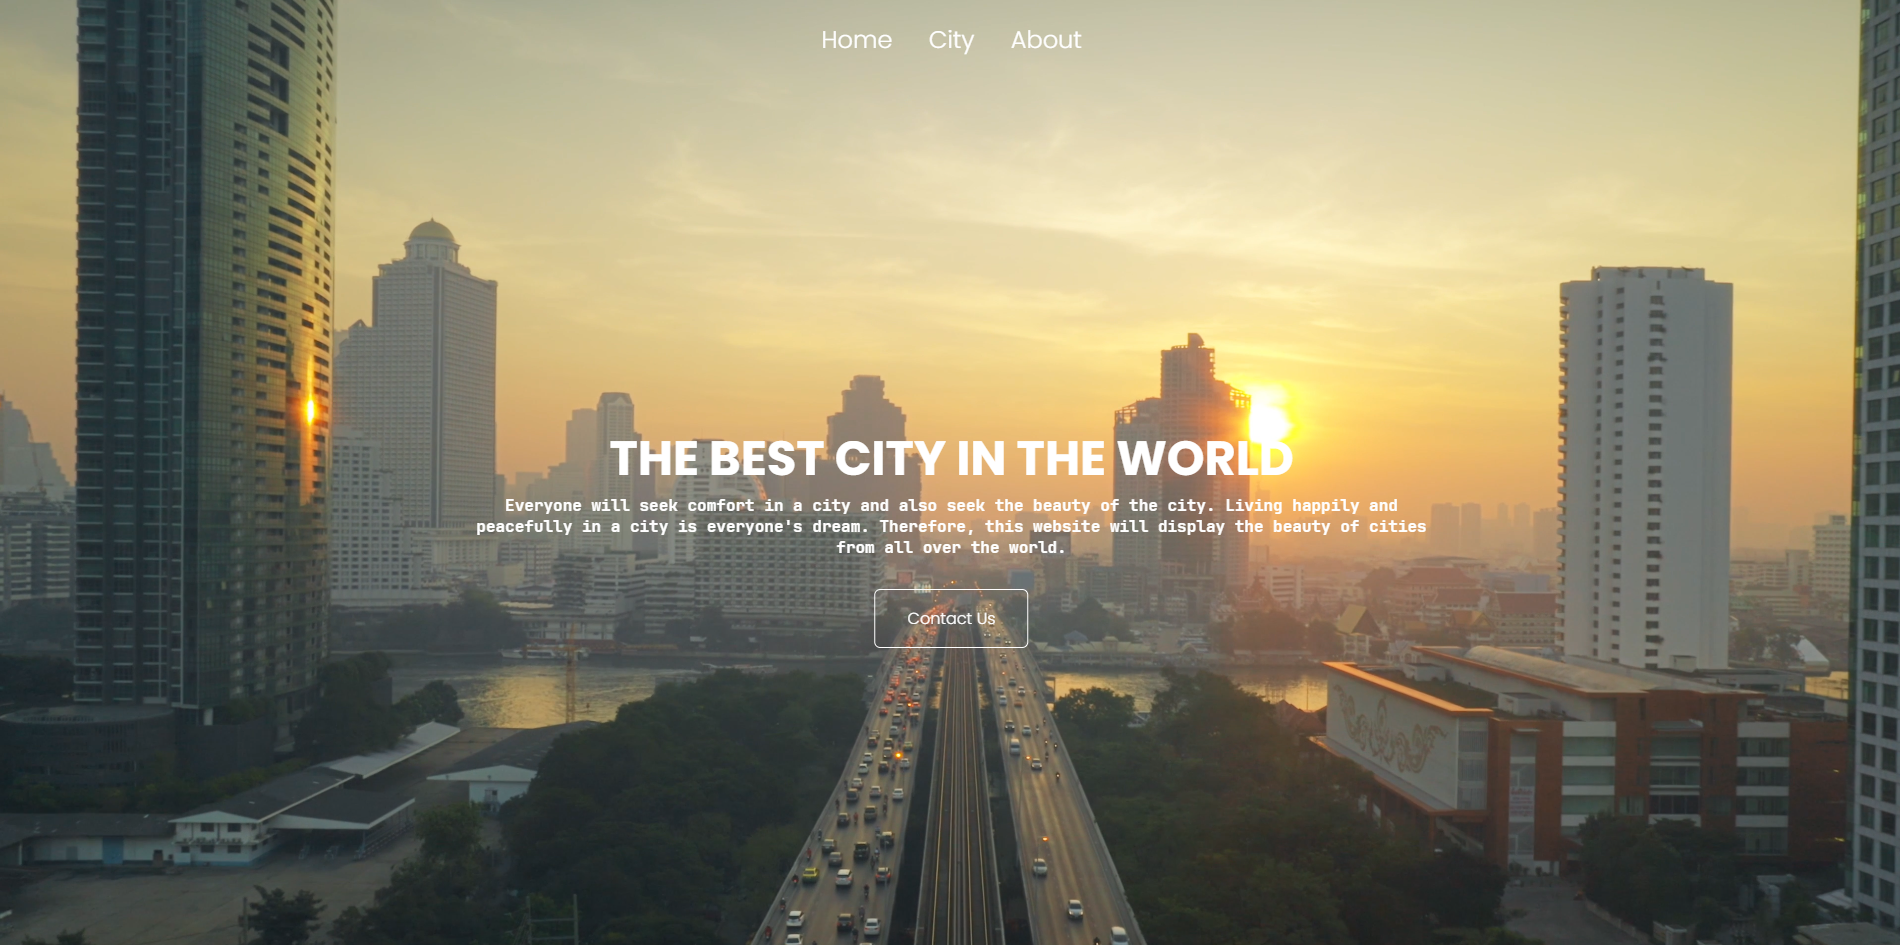 Home City About
THE BEST CITY IN THE WORLD
Everyone will seek comfort in a city and also seek the beauty of the city. Living happily and
peacefully in a city is everyone's dream. Therefore, this website will display the beauty of cities
from all over the world.
Contact Us